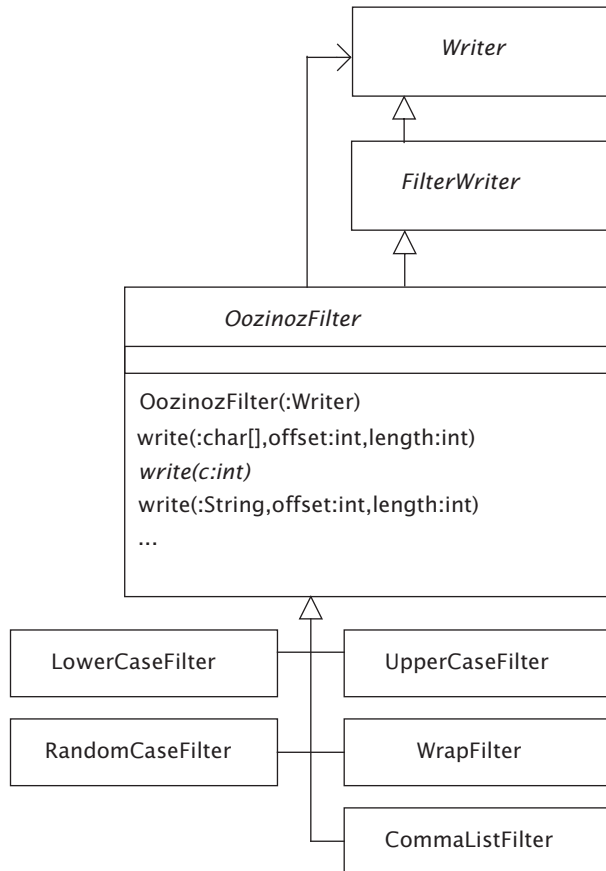 Writer
FilterWriter
OozinozFilter
OozinozFilter(:Writer)
write(:char[],offset:int,length:int)
write(c:int)
write(:String,offset:int,length:int)
...
LowerCaseFilter
UpperCaseFilter
RandomCaseFilter
WrapFilter
CommaListFilter